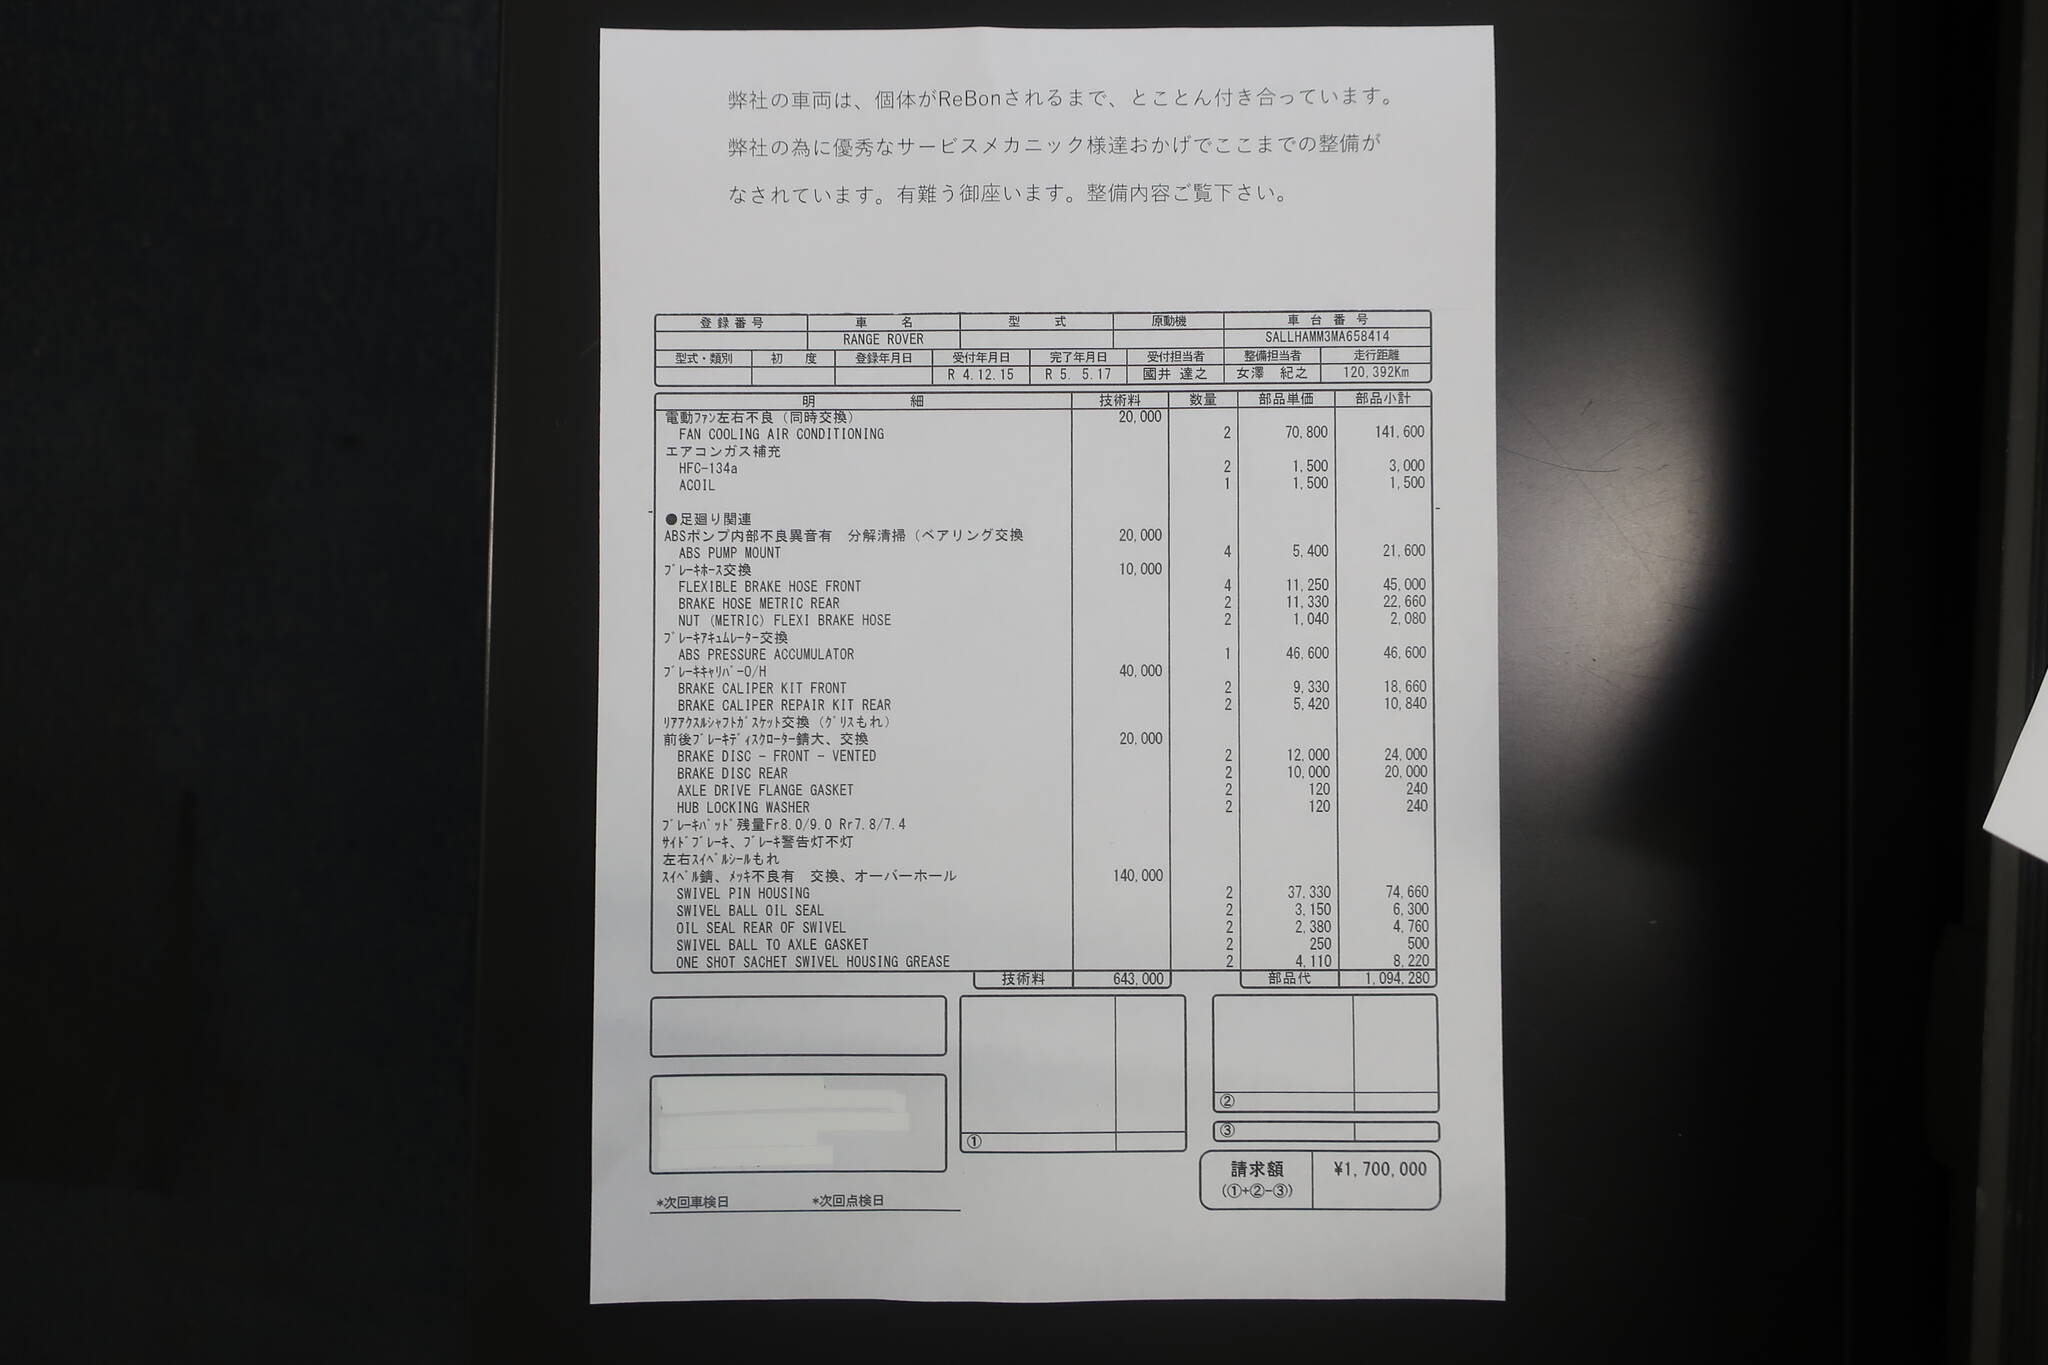 弊社の車両は、個体がReBonされるまで、とことん付き合っています。
弊社の為に優秀なサービスメカニック様達おかげでここまでの整備が
なされています。有難う御座います。整備内容ご覧下さい。
登録番号 車名 型式 原動機 車台番号
RANGE ROVER SALLHAMM3MA658414
型式・類別 初度 登録年月日 受付年月日 完了年月日 受付担当者 整備担当者 走行距離
R 4.12.15 R 5. 5.17 國井 達之 女澤 紀之 120,392Km
明細 技術料 数量 部品単価 部品小計
電動ﾌｧﾝ左右不良（同時交換） 20,000
FAN COOLING AIR CONDITIONING 2 70,800 141,600
エアコンガス補充
HFC-134a 2 1,500 3,000
ACOIL 1 1,500 1,500
●足廻り関連
ABSポンプ内部不良異音有 分解清掃（ベアリング交換 20,000
ABS PUMP MOUNT 4 5,400 21,600
ﾌﾞﾚｰｷﾎｰｽ交換 10,000
FLEXIBLE BRAKE HOSE FRONT 4 11,250 45,000
BRAKE HOSE METRIC REAR 2 11,330 22,660
NUT (METRIC) FLEXI BRAKE HOSE 2 1,040 2,080
ﾌﾞﾚｰｷｱｷｭﾑﾚｰﾀｰ交換
ABS PRESSURE ACCUMULATOR 1 46,600 46,600
ﾌﾞﾚｰｷｷｬﾘﾊﾟｰO/H 40,000
BRAKE CALIPER KIT FRONT 2 9,330 18,660
BRAKE CALIPER REPAIR KIT REAR 2 5,420 10,840
ﾘｱｱｸｽﾙｼｬﾌﾄｶﾞｽｹｯﾄ交換（ｸﾞﾘｽもれ）
前後ﾌﾞﾚｰｷﾃﾞｨｽｸﾛｰﾀｰ錆大、交換 20,000
BRAKE DISC - FRONT - VENTED 2 12,000 24,000
BRAKE DISC REAR 2 10,000 20,000
AXLE DRIVE FLANGE GASKET 2 120 240
HUB LOCKING WASHER 2 120 240
ﾌﾞﾚｰｷﾊﾟｯﾄﾞ残量Fr8.0/9.0 Rr7.8/7.4
ｻｲﾄﾞﾌﾞﾚｰｷ、ﾌﾞﾚｰｷ警告灯不灯
左右ｽｲﾍﾞﾙｼｰﾙもれ
ｽｲﾍﾞﾙ錆、ﾒｯｷ不良有 交換、オーバーホール 140,000
SWIVEL PIN HOUSING 2 37,330 74,660
SWIVEL BALL OIL SEAL 2 3,150 6,300
OIL SEAL REAR OF SWIVEL 2 2,380 4,760
SWIVEL BALL TO AXLE GASKET 2 250 500
ONE SHOT SACHET SWIVEL HOUSING GREASE 2 4,110 8,220
技術料 643,000 部品代 1,094,280
②
①
③
請求額 ¥1,700,000
(①+②-③)
*次回車検日 *次回点検日